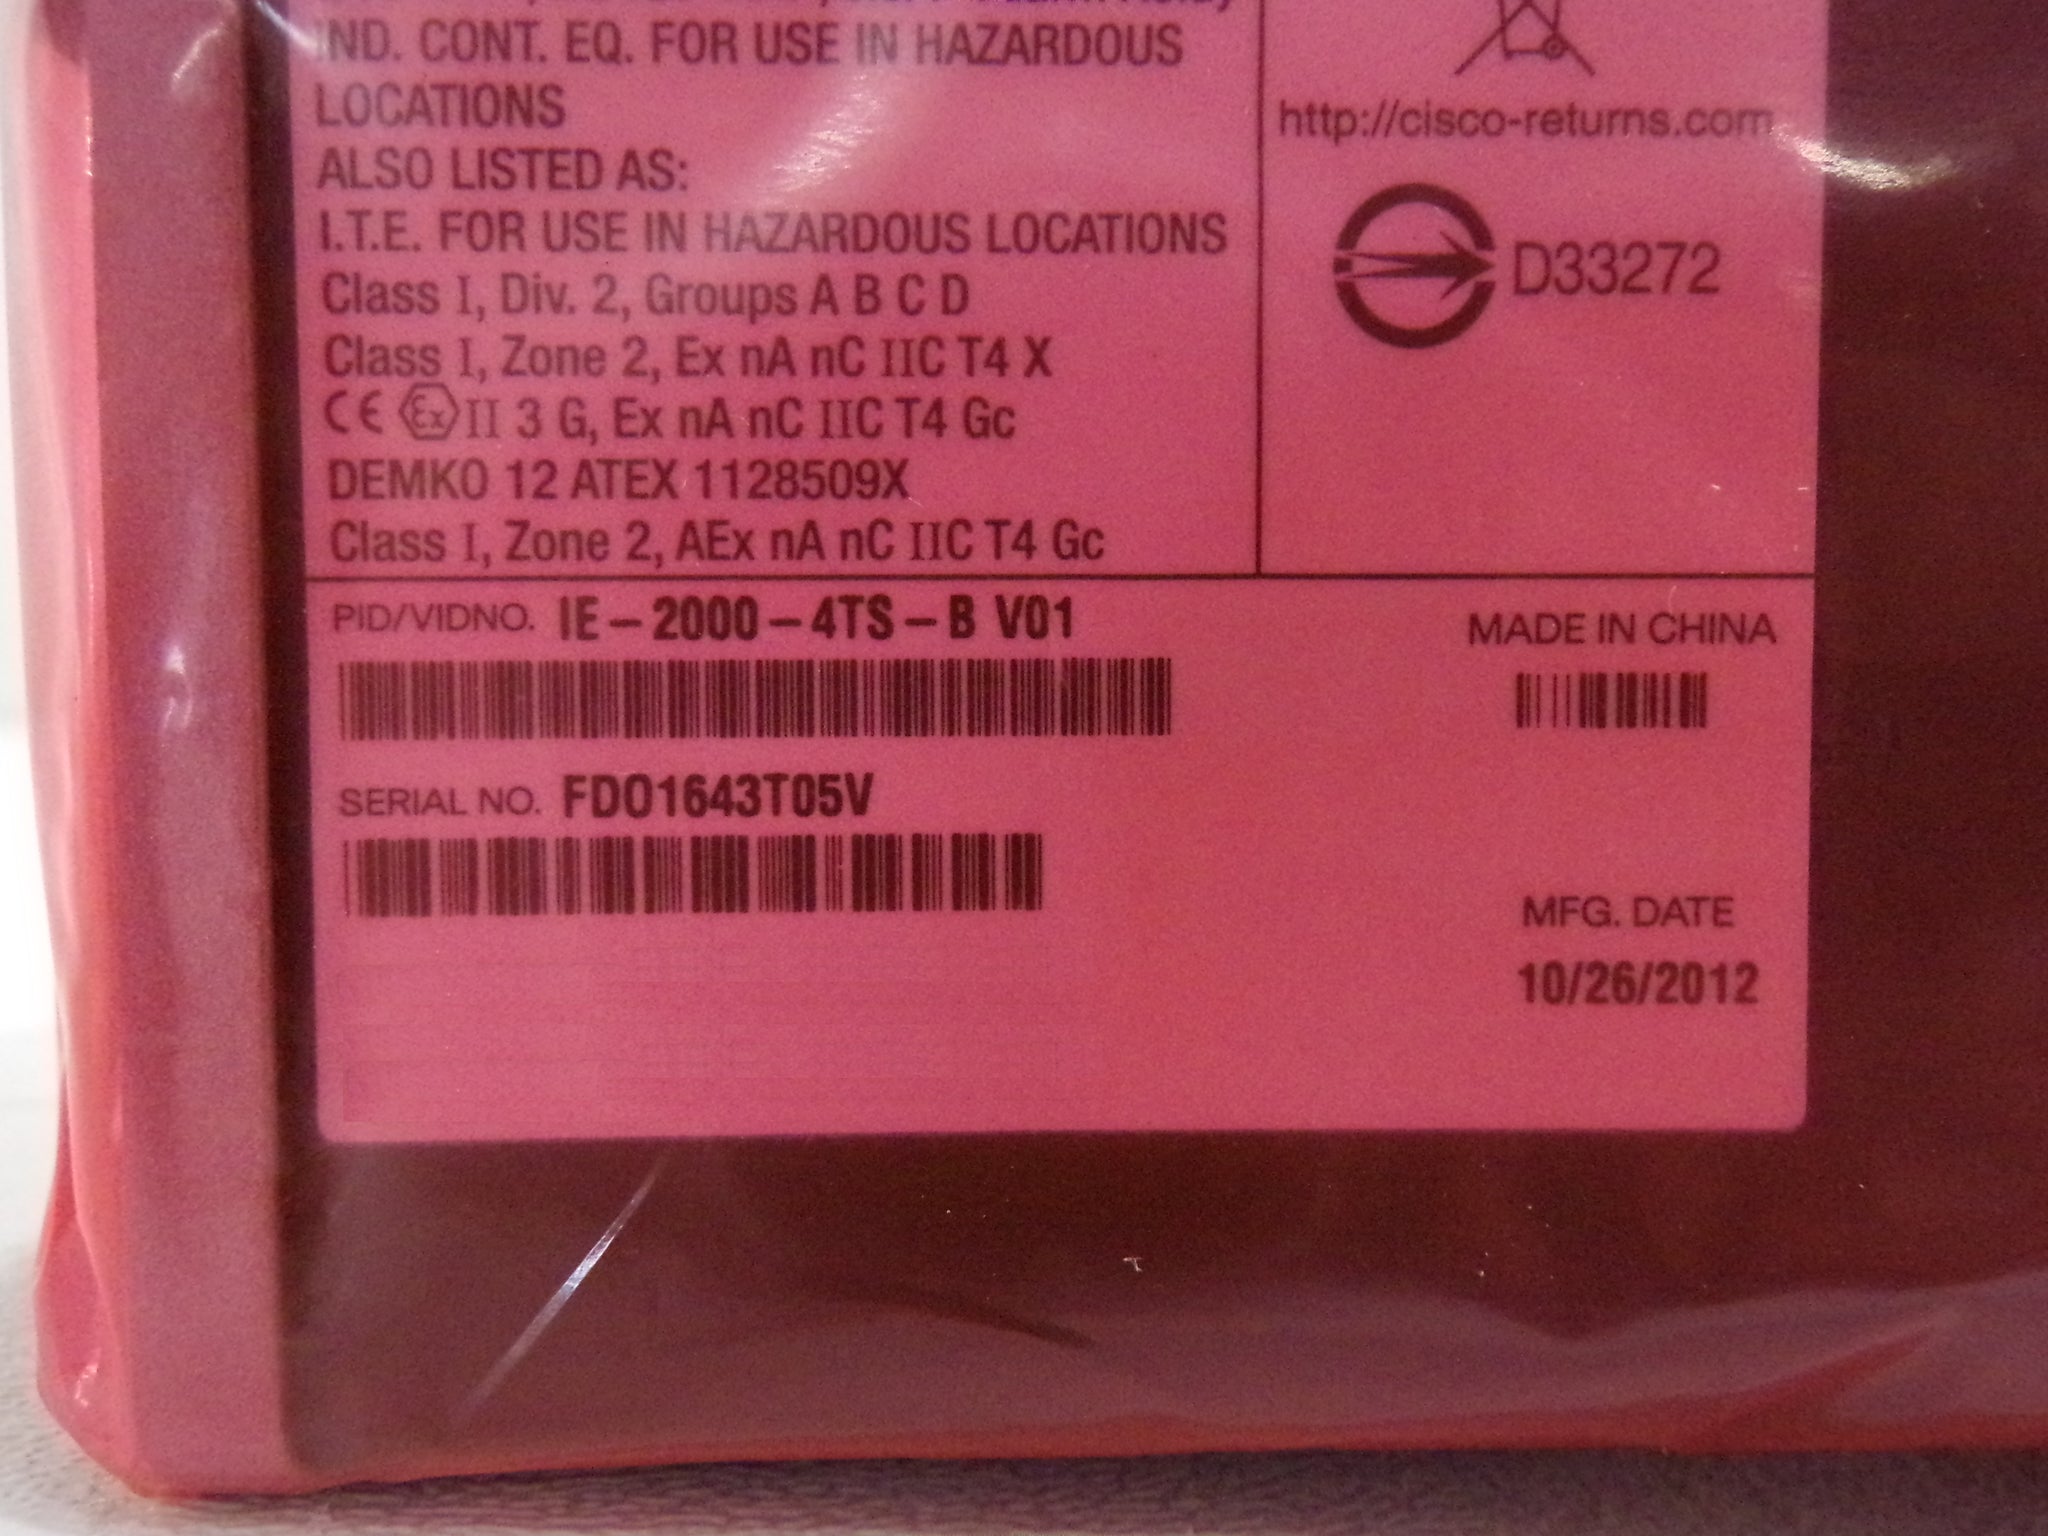 IND. CONT. EQ. FOR USE IN HAZARDOUS
LOCATIONS
ALSO LISTED AS:
I.T.E. FOR USE IN HAZARDOUS LOCATIONS
Class I, Div. 2, Groups A B C D
Class I, Zone 2, Ex nA nC IIC T4 X
CE Ex II 3 G, Ex nA nC IIC T4 Gc
DEMKO 12 ATEX 1128509X
Class I, Zone 2, AEx nA nC IIC T4 Gc
http://cisco-returns.com
D33272
PID/VIDNO. IE-2000-4TS-B V01
MADE IN CHINA
SERIAL NO. FDO1643T05V
MFG. DATE
10/26/2012